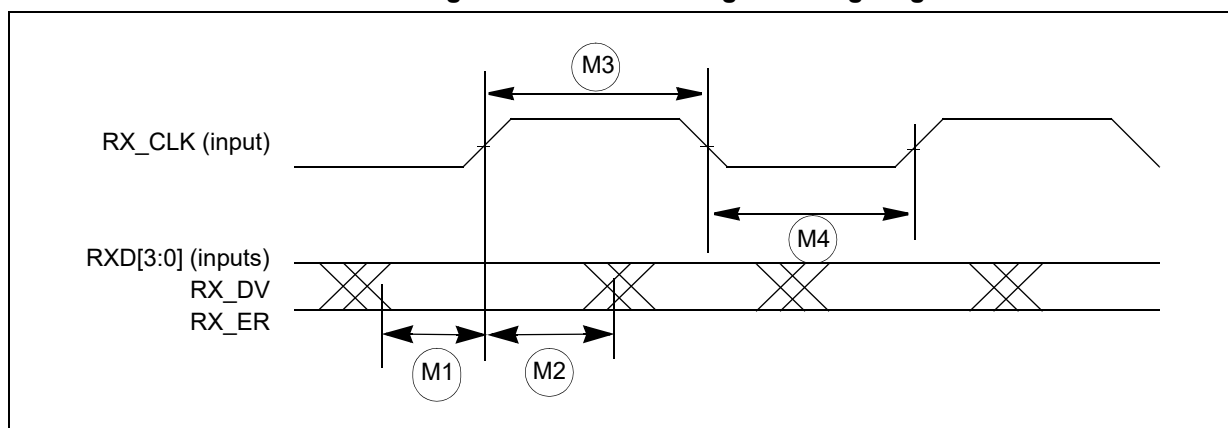 M3
RX_CLK (input)
M4
RXD[3:0] (inputs)
RX_DV
RX_ER
M1
M2